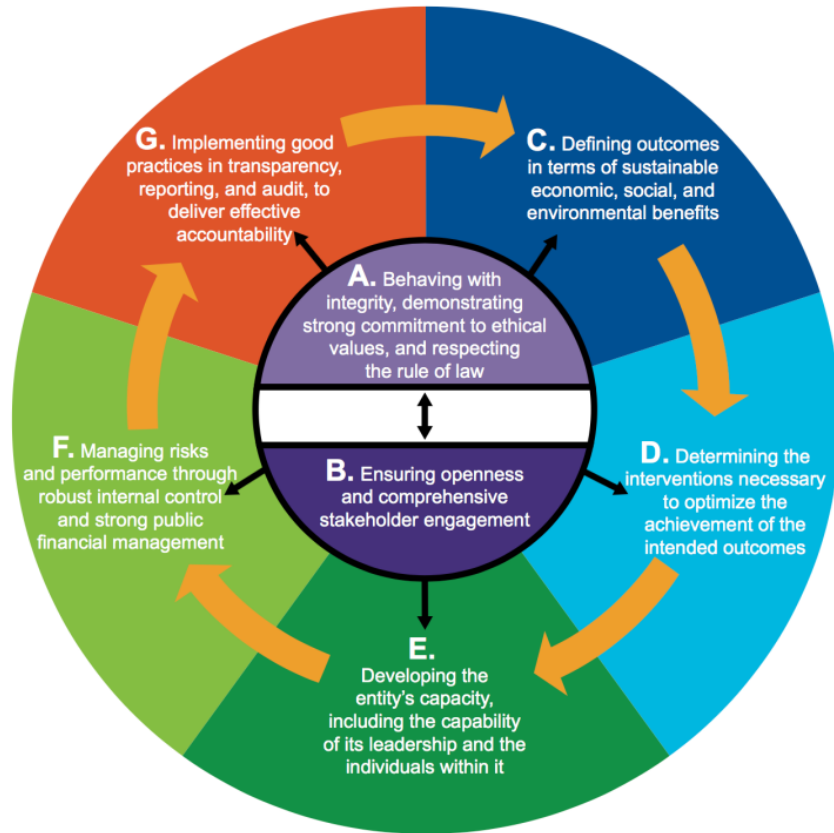 A. Behaving with
integrity, demonstrating
strong commitment to ethical
values, and respecting
the rule of law
B. Ensuring openness
and comprehensive
stakeholder engagement
C. Defining outcomes
in terms of sustainable
economic, social, and
environmental benefits
D. Determining the
interventions necessary
to optimize the
achievement of the
intended outcomes
E.
Developing the
entity's capacity,
including the capability
of its leadership and the
individuals within it
F. Managing risks
and performance through
robust internal control
and strong public
financial management
G. Implementing good
practices in transparency,
reporting, and audit, to
deliver effective
accountability